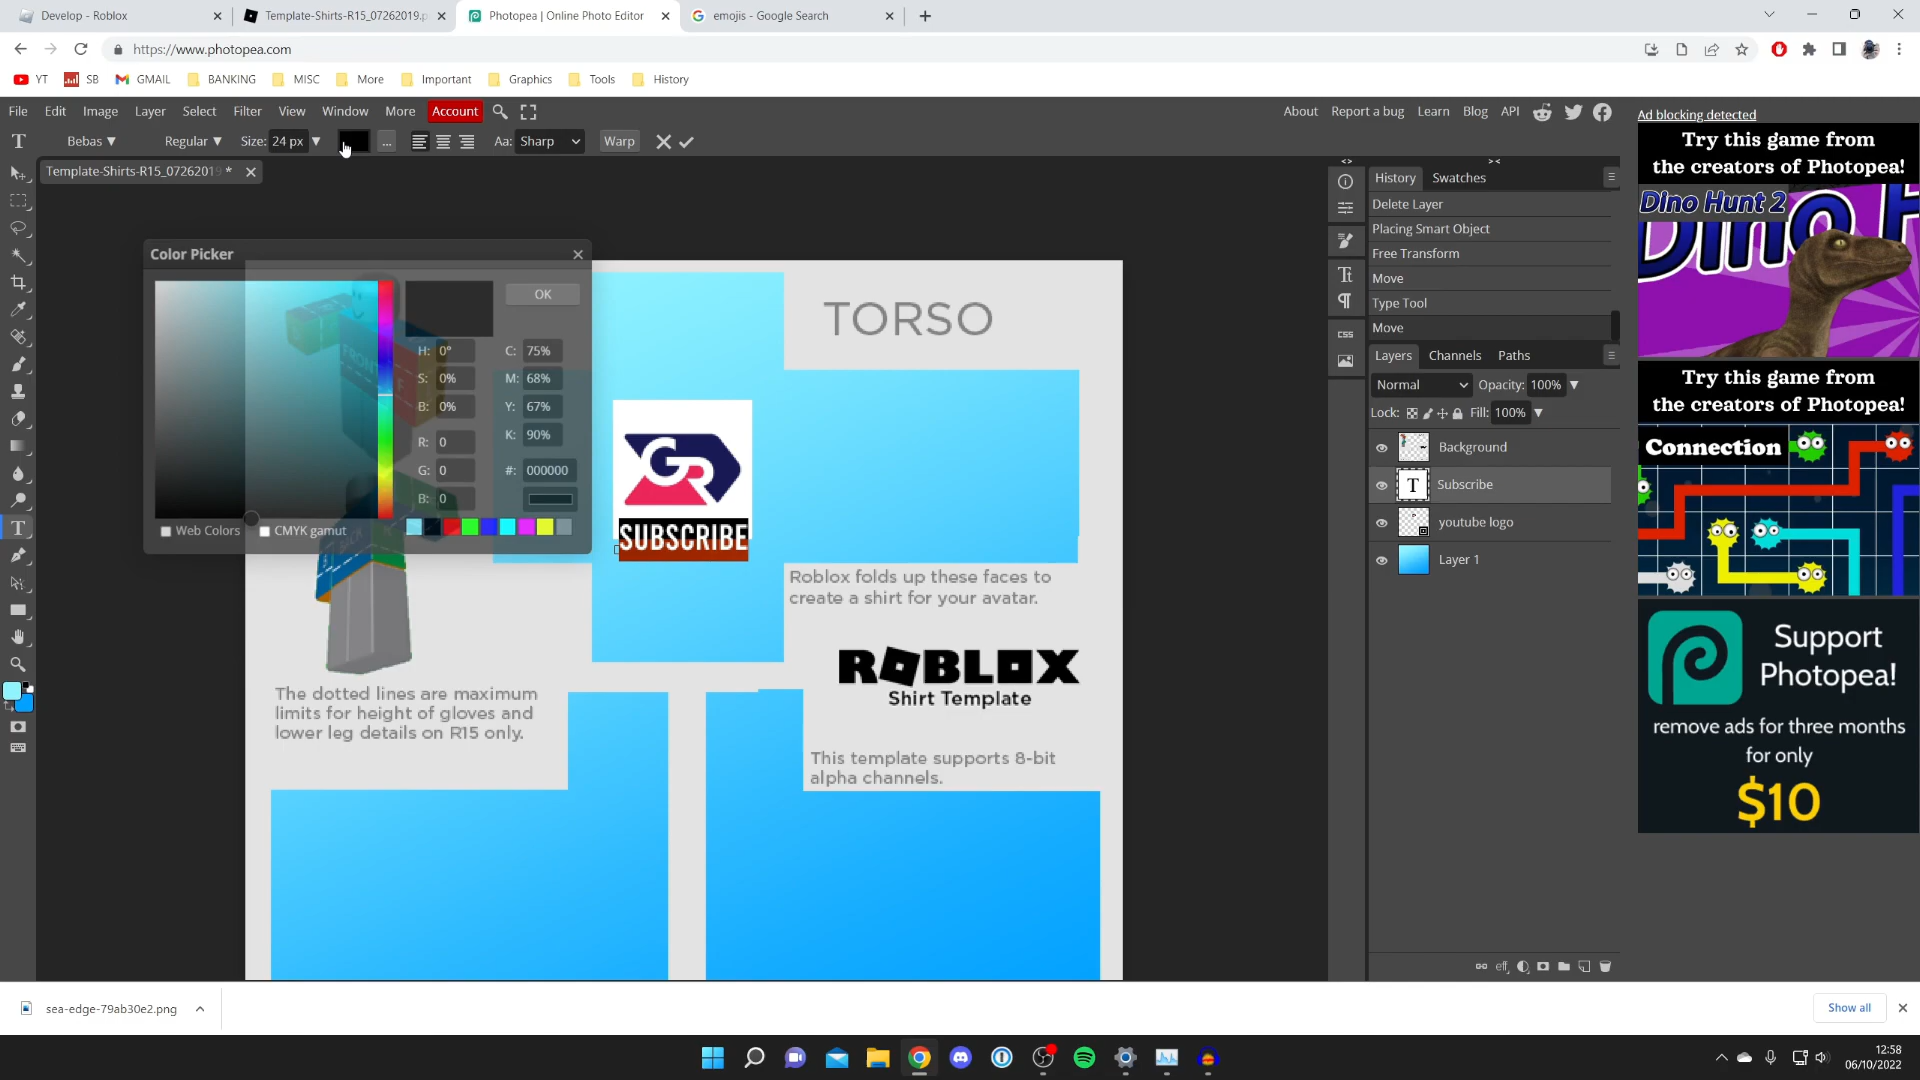 Develop - Roblox
Template-Shirts-R15_07262019.p
Photopea | Online Photo Editor
emojis - Google Search
https://www.photopea.com
YT
SB
GMAIL
BANKING
MISC
More
Important
Graphics
Tools
History
File Edit Image Layer Select Filter View Window More Account
About Report a bug Learn Blog API
Bebas Regular Size: 24 px ... Aa: Sharp Warp
Template-Shirts-R15_07262019 *
Color Picker
OK
H: 0° C: 75%
S: 0% M: 68%
B: 0% Y: 67%
K: 90%
R: 0
G: 0 #: 000000
B: 0
Web Colors CMYK gamut
FRONT
TORSO
GR
SUBSCRIBE
Roblox folds up these faces to
create a shirt for your avatar.
ROBLOX
Shirt Template
The dotted lines are maximum
limits for height of gloves and
lower leg details on R15 only.
This template supports 8-bit
alpha channels.
CSS
History Swatches
Delete Layer
Placing Smart Object
Free Transform
Move
Type Tool
Move
Layers Channels Paths
Normal Opacity: 100%
Lock: Fill: 100%
Background
Subscribe
youtube logo
Layer 1
eff
Ad blocking detected
Try this game from
the creators of Photopea!
Dino Hunt 2
Try this game from
the creators of Photopea!
Connection
Support
Photopea!
remove ads for three months
for only
$10
sea-edge-79ab30e2.png
Show all
12:58
06/10/2022